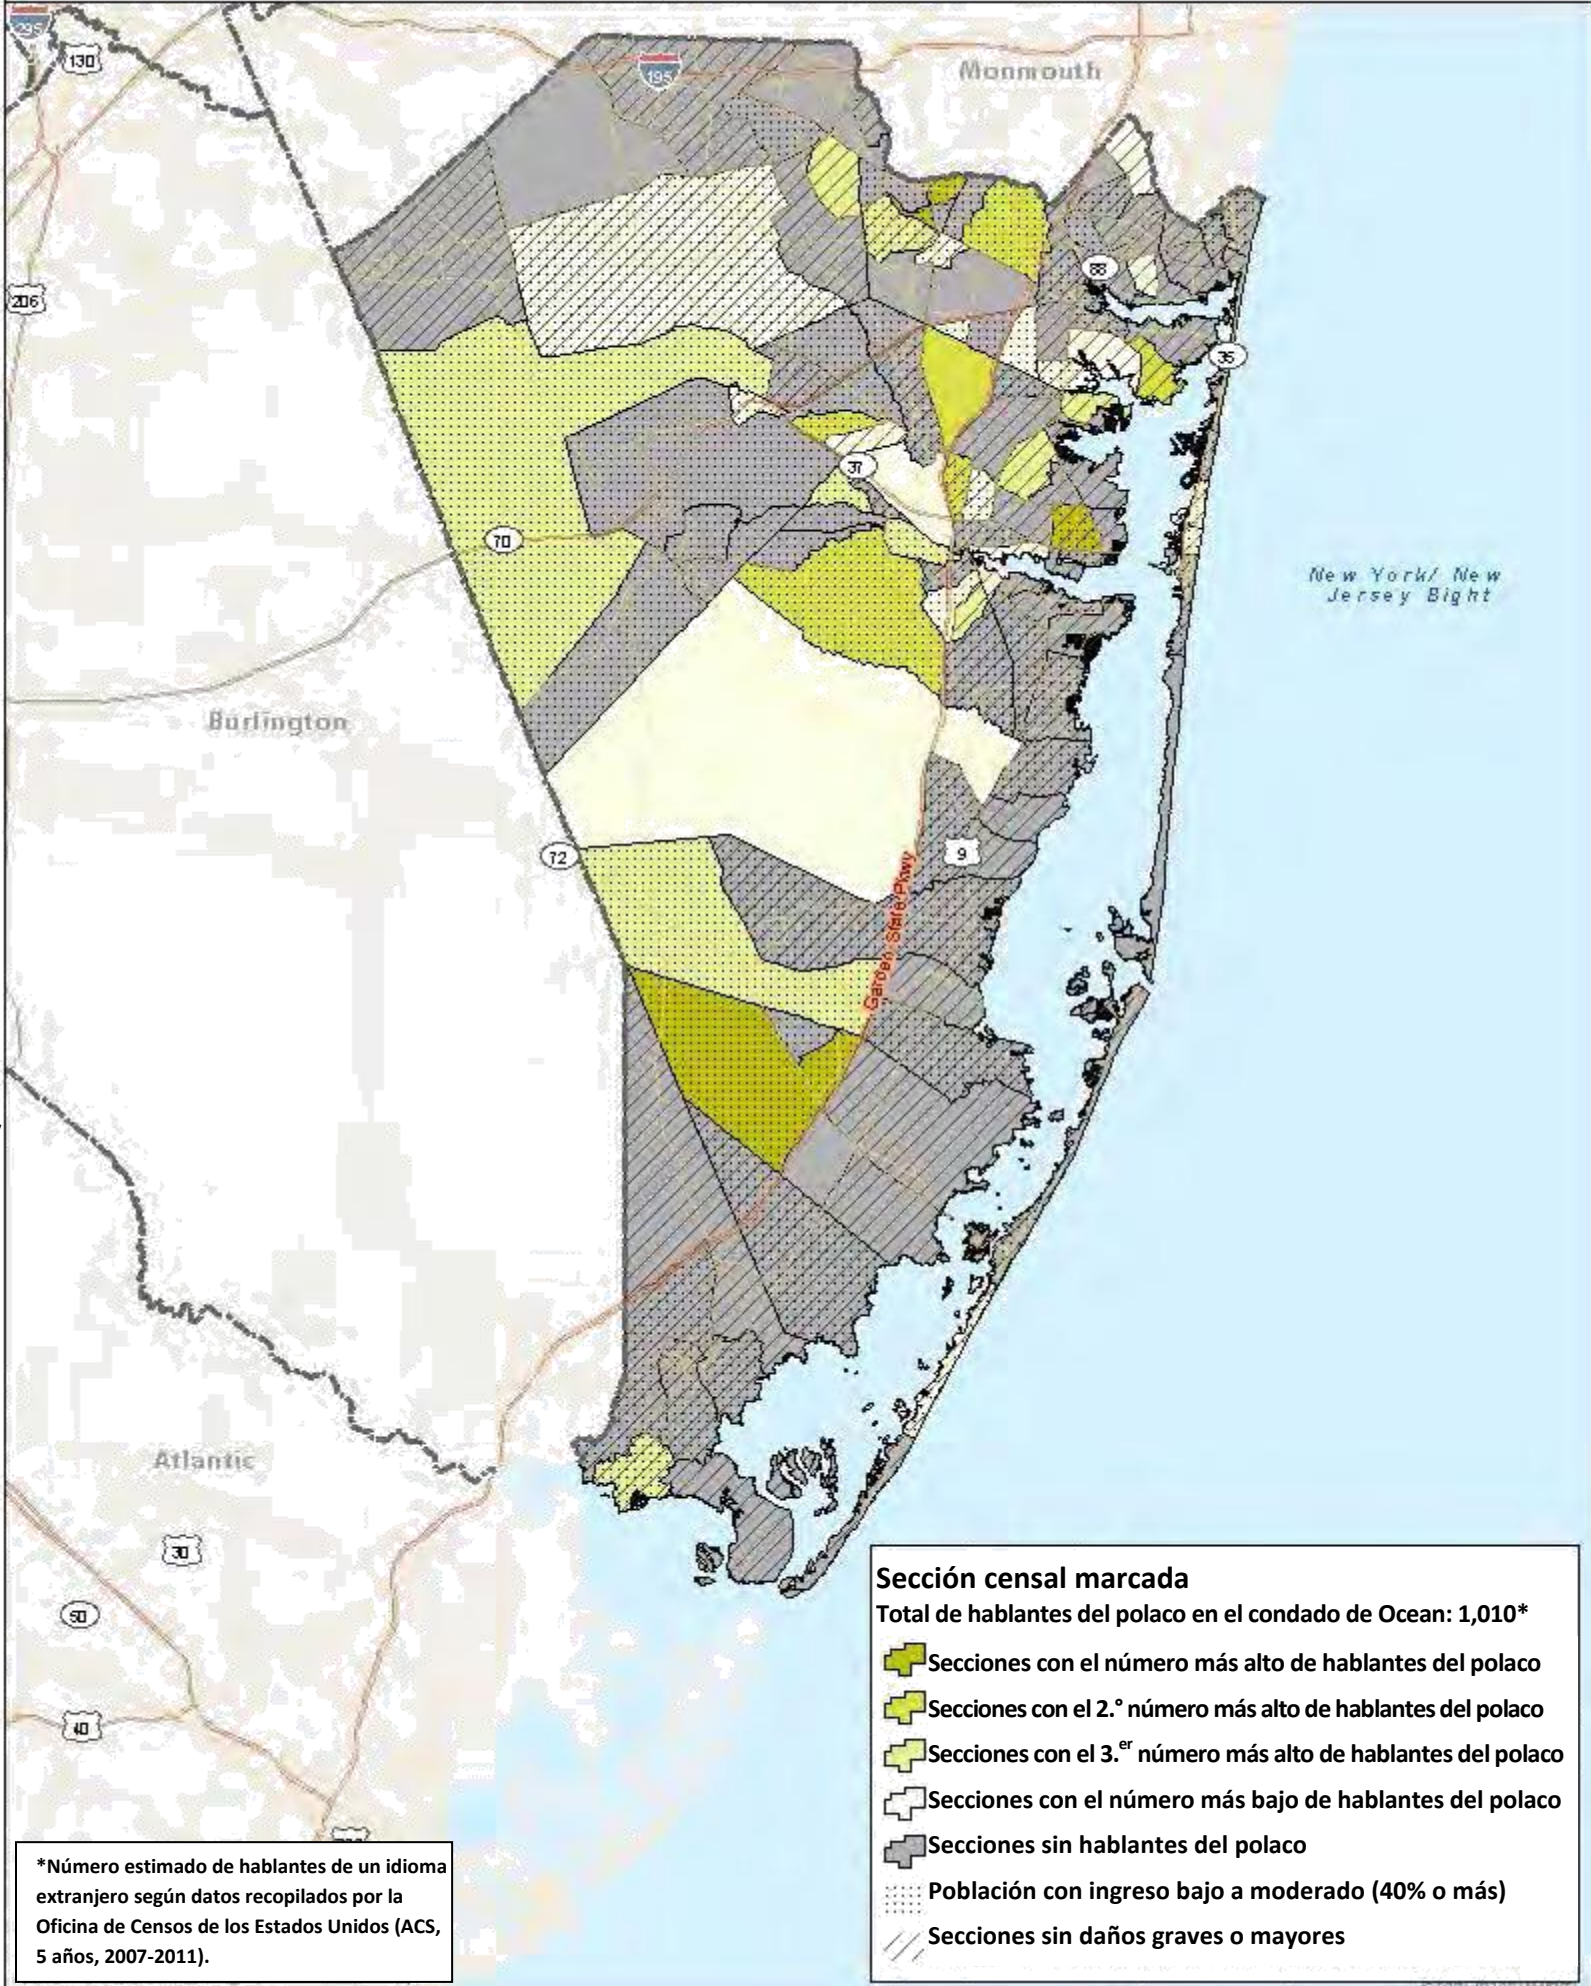 295
130
195
Monmouth
206
88
35
37
70
New York/ New
Jersey Bight
Burlington
72
9
Garden State Pkwy
Atlantic
30
50
40
Sección censal marcada
Total de hablantes del polaco en el condado de Ocean: 1,010*
Secciones con el número más alto de hablantes del polaco
Secciones con el 2.° número más alto de hablantes del polaco
Secciones con el 3.er número más alto de hablantes del polaco
Secciones con el número más bajo de hablantes del polaco
Secciones sin hablantes del polaco
Población con ingreso bajo a moderado (40% o más)
Secciones sin daños graves o mayores
*Número estimado de hablantes de un idioma
extranjero según datos recopilados por la
Oficina de Censos de los Estados Unidos (ACS,
5 años, 2007-2011).